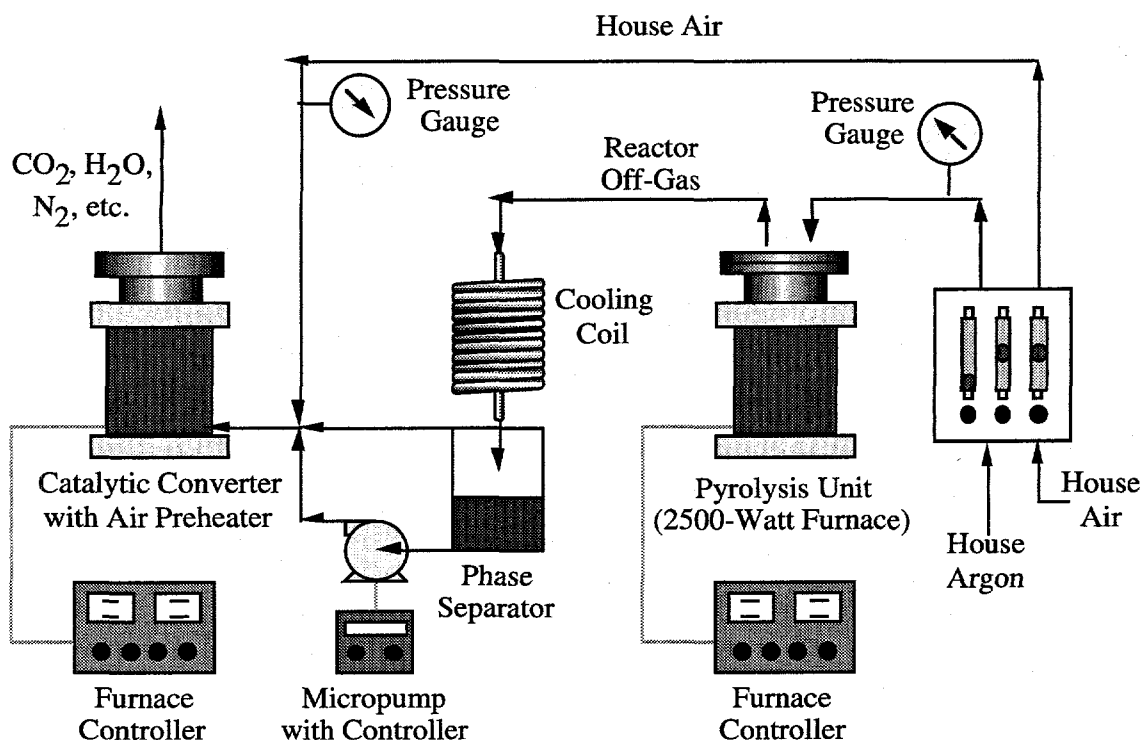 House Air
Pressure
Gauge
Pressure
Gauge
CO2, H2O,
N2, etc.
Reactor
Off-Gas
Cooling
Coil
Catalytic Converter
with Air Preheater
Pyrolysis Unit
(2500-Watt Furnace)
House
Air
House
Argon
Phase
Separator
Furnace
Controller
Micropump
with Controller
Furnace
Controller